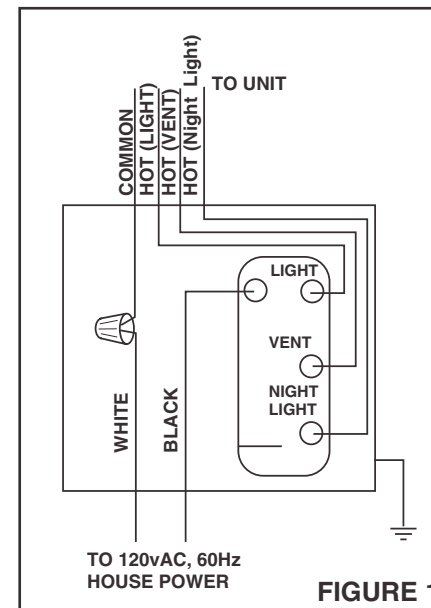 COMMON
HOT (LIGHT)
HOT (VENT)
HOT (Night Light)
TO UNIT
LIGHT
VENT
NIGHT
LIGHT
WHITE
BLACK
TO 120vAC, 60Hz
HOUSE POWER
FIGURE 1